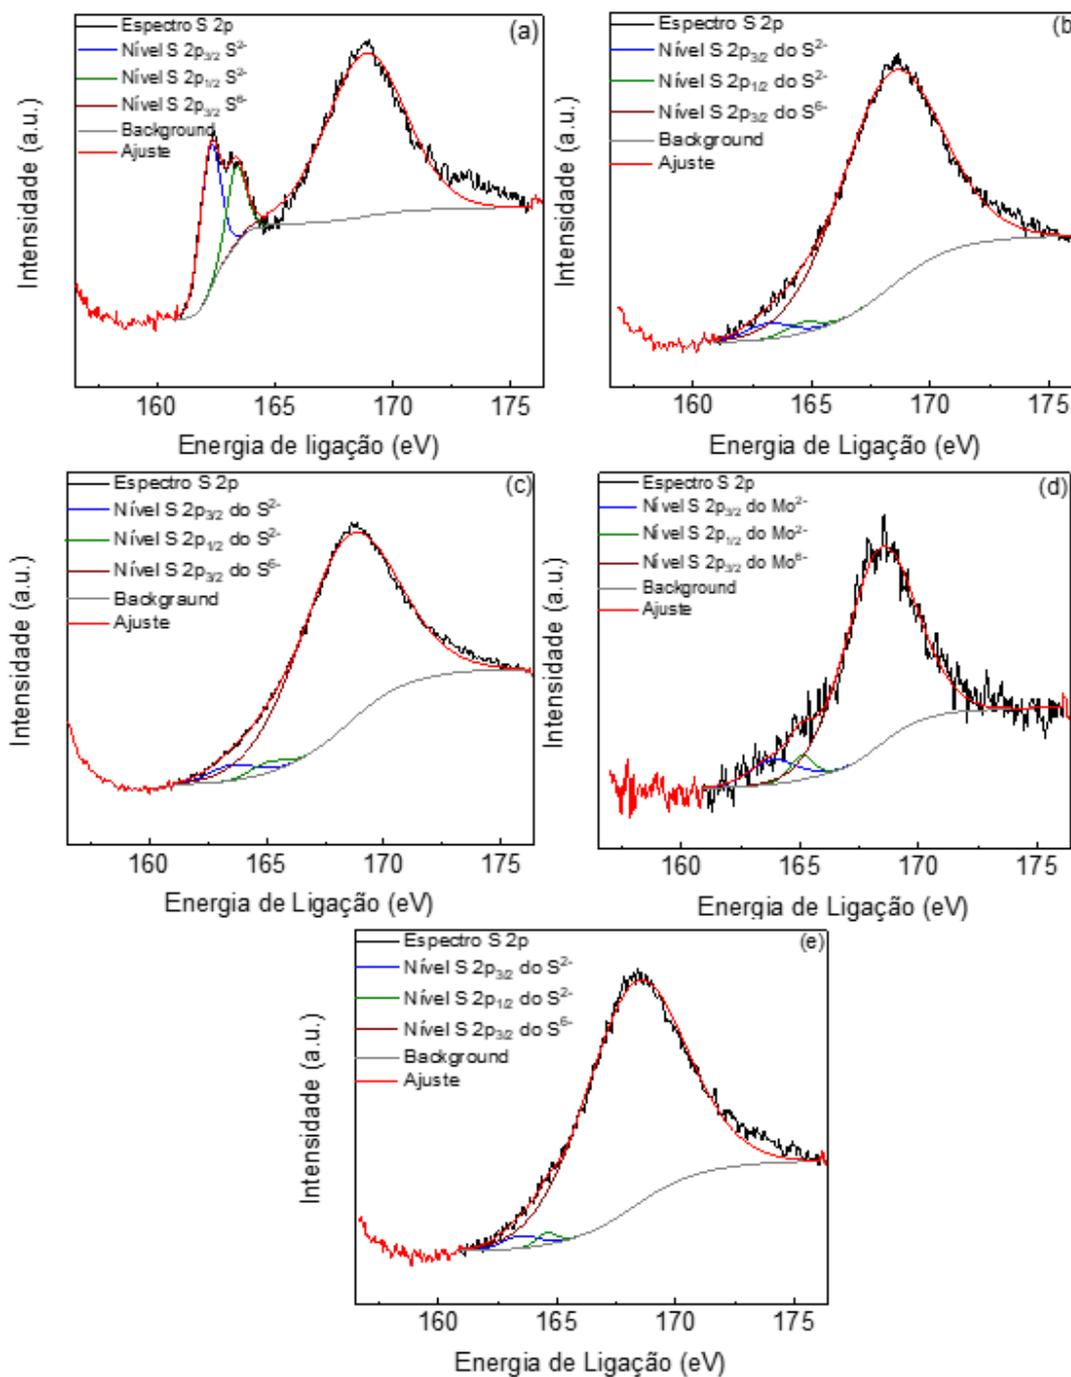 Espectro S 2p
Nível S 2p3/2 S2-
Nível S 2p1/2 S2-
Nível S 2p3/2 S6-
Background
Ajuste
(a)
Intensidade (a.u.)
160 165 170 175
Energia de ligação (eV)
Espectro S 2p
Nível S 2p3/2 do S2-
Nível S 2p1/2 do S2-
Nível S 2p3/2 do S6-
Background
Ajuste
(b
Intensidade (a.u.)
160 165 170 175
Energia de Ligação (eV)
Espectro S 2p
Nível S 2p3/2 do S2-
Nível S 2p1/2 do S2-
Nível S 2p3/2 do S6-
Backgraund
Ajuste
(c)
Intensidade (a.u.)
160 165 170 175
Energia de Ligação (eV)
Espectro S 2p
Nível S 2p3/2 do Mo2-
Nível S 2p1/2 do Mo2-
Nível S 2p3/2 do Mo6-
Background
Ajuste
(d)
Intensidade (a.u.)
160 165 170 175
Energia de Ligação (eV)
Espectro S 2p
Nível S 2p3/2 do S2-
Nível S 2p1/2 do S2-
Nível S 2p3/2 do S6-
Background
Ajuste
(e)
Intensidade (a.u.)
160 165 170 175
Energia de Ligação (eV)